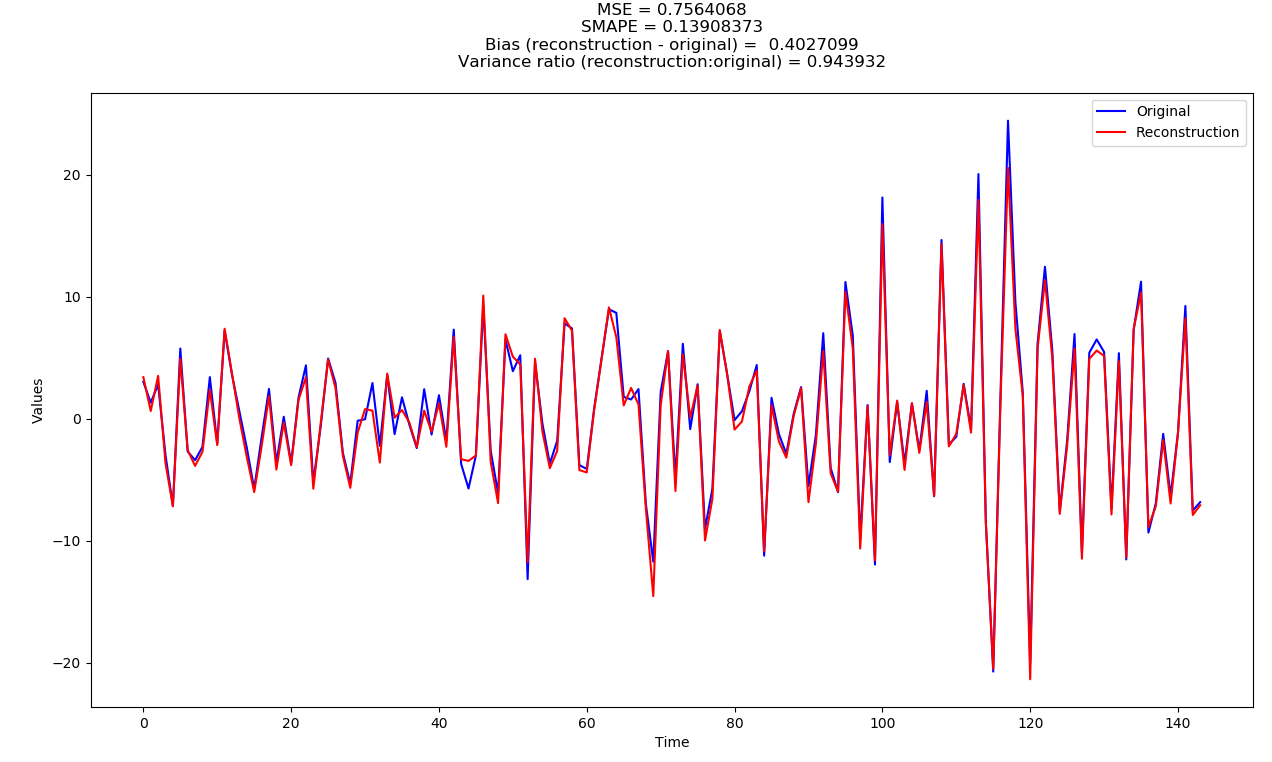 MSE = 0.7564068
SMAPE = 0.13908373
Bias (reconstruction - original) =  0.4027099
Variance ratio (reconstruction:original) = 0.943932
Original
Reconstruction
20
10
0
−10
−20
Values
0 20 40 60 80 100 120 140
Time